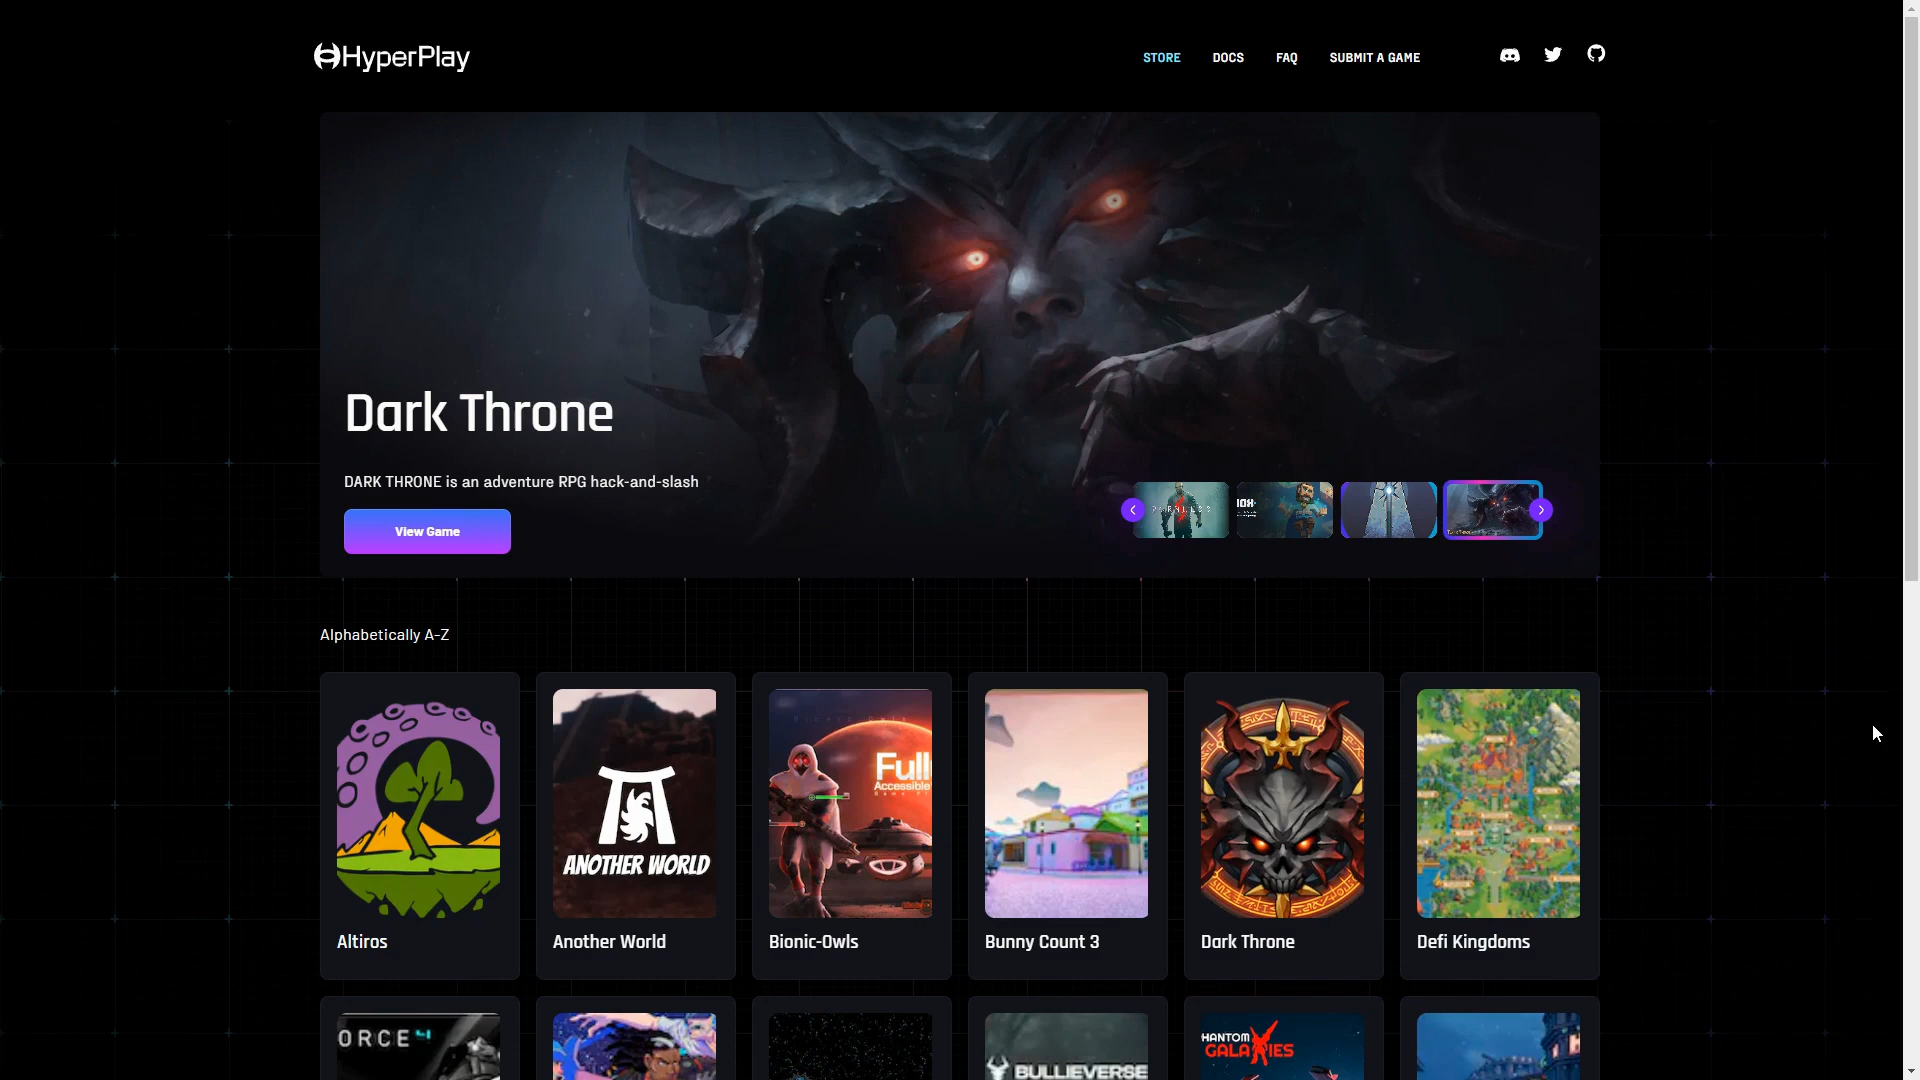 HyperPlay
STORE DOCS FAQ SUBMIT A GAME
Dark Throne
DARK THRONE is an adventure RPG hack-and-slash
View Game
Alphabetically A-Z
Full
Accessible
ANOTHER WORLD
Altiros
Another World
Bionic-Owls
Bunny Count 3
Dark Throne
Defi Kingdoms
ORCE
HANTOM
GALAXIES
BULLIEVERSE